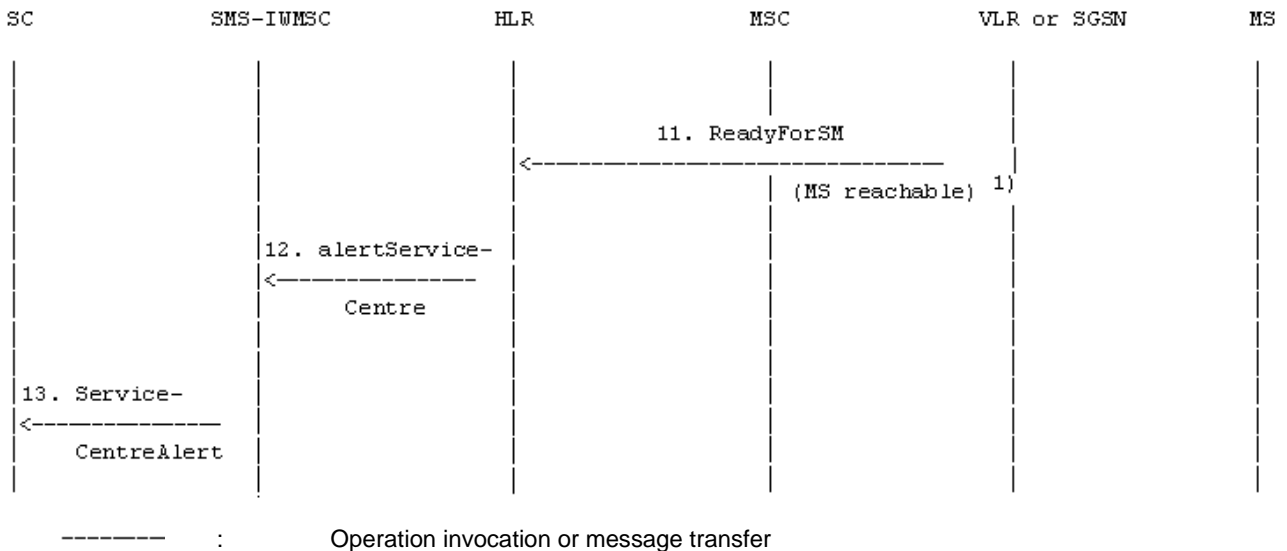 SC SMS-IWMSC HLR MSC VLR or SGSN MS
11. ReadyForSM
(MS reachable) 1)
12. alertService-
Centre
13. Service-
CentreAlert
: Operation invocation or message transfer